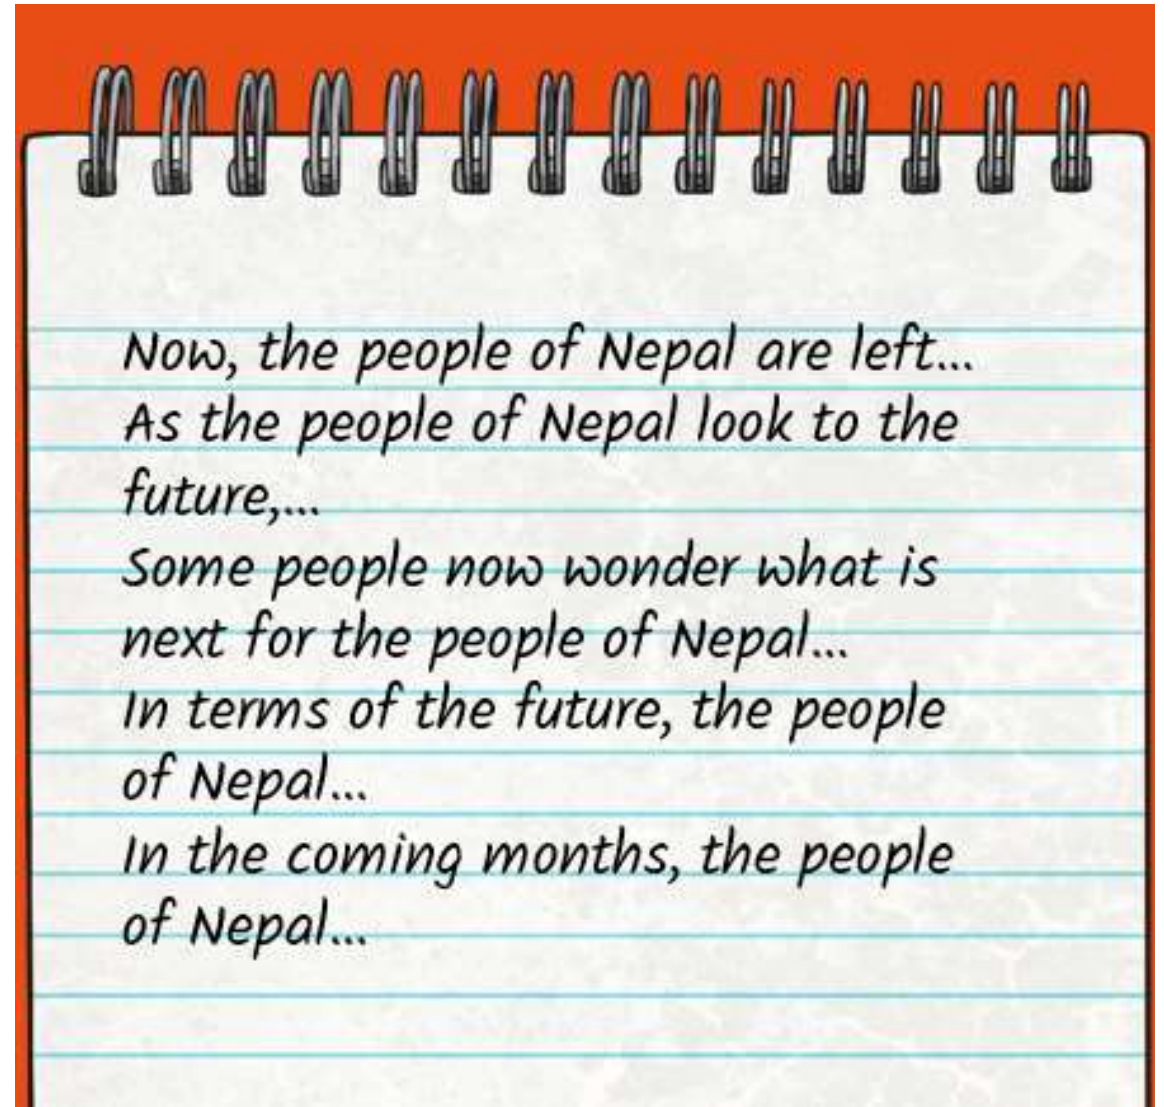 Now, the people of Nepal are left...
As the people of Nepal look to the
future,...
Some people now wonder what is
next for the people of Nepal...
In terms of the future, the people
of Nepal...
In the coming months, the people
of Nepal...